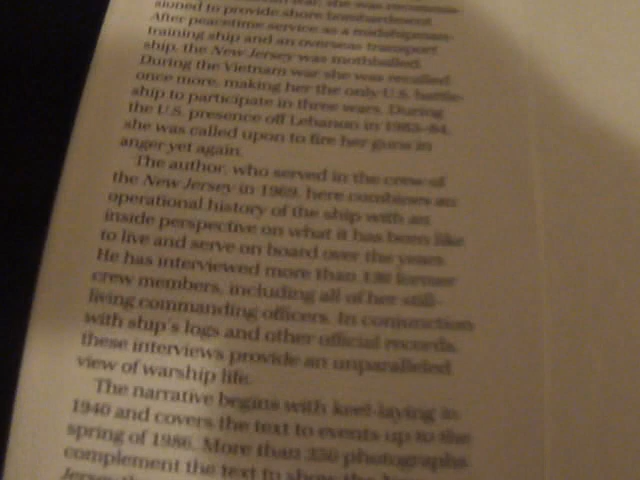 war, she was
sioned to provide shore bombardment.
After peacetime service as a midshipman-
training ship and an overseas transport
ship, the New Jersey was mothballed.
During the Vietnam war she was recalled
once more, making her the only U.S. battle-
ship to participate in three wars. During
the U.S. presence off Lebanon in 1983–84,
she was called upon to fire her guns in
anger yet again.
The author, who served in the crew of
the New Jersey in 1969, here combines an
operational history of the ship with an
inside perspective on what it has been like
to live and serve on board over the years.
He has interviewed more than former
crew members, including all of her still-
living commanding officers. In conjunction
with ship's logs and other official records,
these interviews provide an unparalleled
view of warship life.
The narrative begins with keel-laying in
1940 and covers the text to events up to the
spring of 1986. More than photographs
complement the text to show the
Jersey